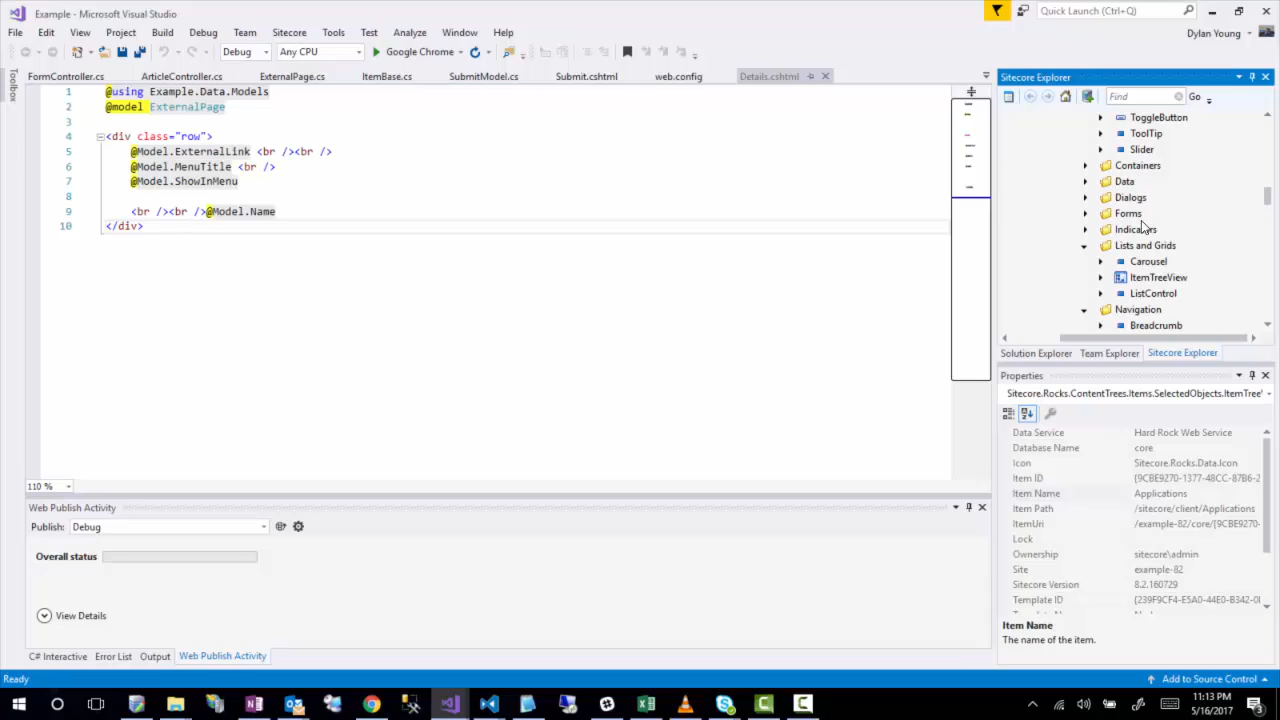 Example - Microsoft Visual Studio
Quick Launch (Ctrl+Q)
File Edit View Project Build Debug Team Sitecore Tools Test Analyze Window Help
Dylan Young
Debug Any CPU Google Chrome
Toolbox
FormController.cs ArticleController.cs ExternalPage.cs ItemBase.cs SubmitModel.cs Submit.cshtml web.config Details.cshtml
1 @using Example.Data.Models
2 @model ExternalPage
3
4 <div class="row">
5 @Model.ExternalLink <br /><br />
6 @Model.MenuTitle <br />
7 @Model.ShowInMenu
8
9 <br /><br />@Model.Name
10 </div>
110 %
Web Publish Activity
Publish: Debug
Overall status
View Details
C# Interactive Error List Output Web Publish Activity
Sitecore Explorer
Find Go
ToggleButton
ToolTip
Slider
Containers
Data
Dialogs
Forms
Indicators
Lists and Grids
Carousel
ItemTreeView
ListControl
Navigation
Breadcrumb
Solution Explorer Team Explorer Sitecore Explorer
Properties
Sitecore.Rocks.ContentTrees.Items.SelectedObjects.ItemTree
Data Service Hard Rock Web Service
Database Name core
Icon Sitecore.Rocks.Data.Icon
Item ID {9CBE9270-1377-48CC-87B6-2
Item Name Applications
Item Path /sitecore/client/Applications
ItemUri /example-82/core/{9CBE9270-
Lock
Ownership sitecore\admin
Site example-82
Sitecore Version 8.2.160729
Template ID {239F9CF4-E5A0-44E0-B342-0
Item Name
The name of the item.
Ready
Add to Source Control
11:13 PM
5/16/2017